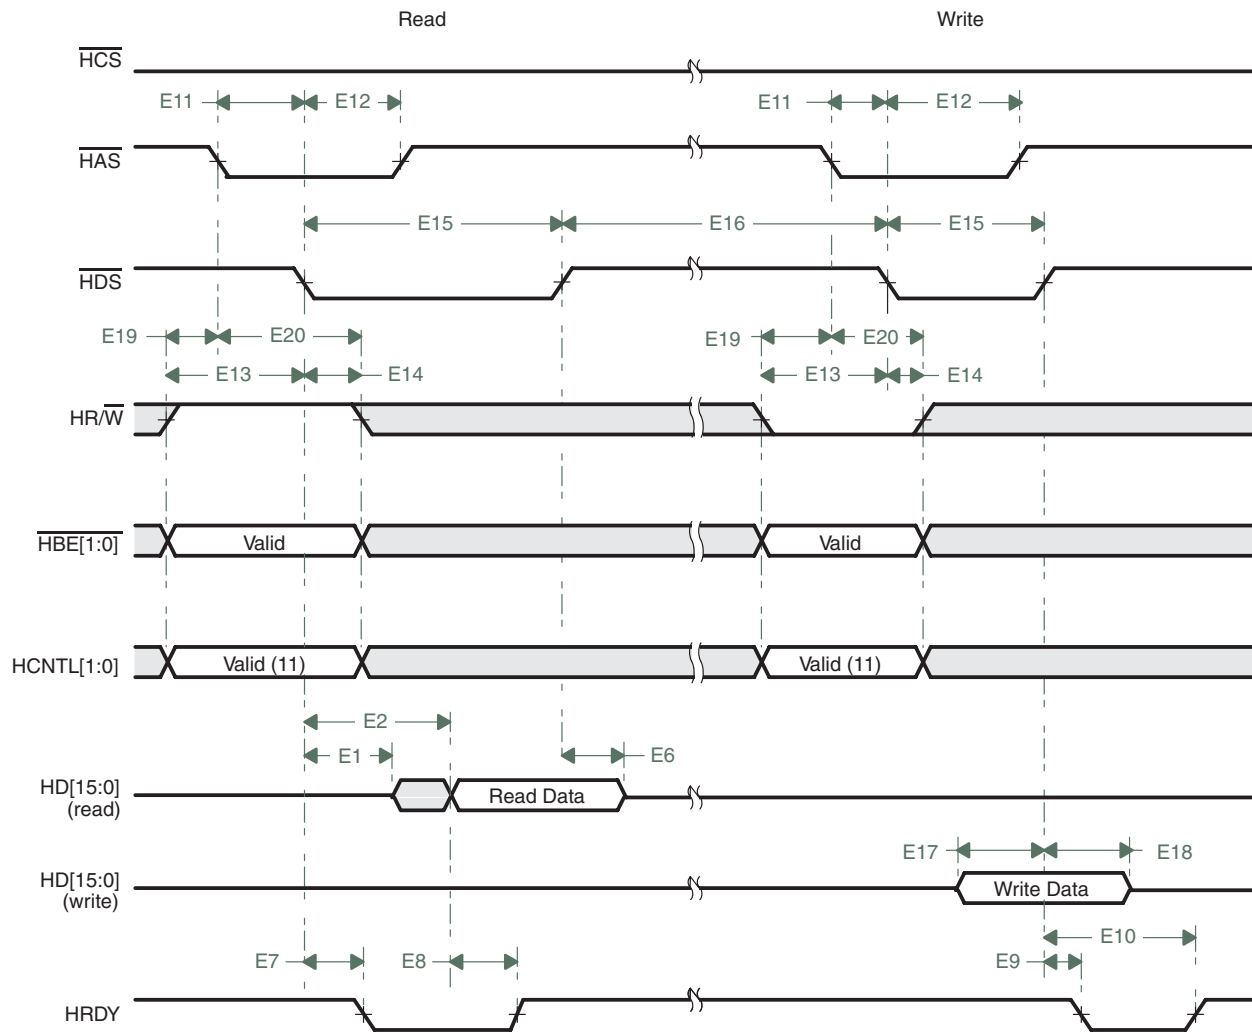 Read Write
HCS
E11 E12 E11 E12
HAS
E15 E16 E15
HDS
E19 E20 E19 E20
E13 E14 E13 E14
HR/W
HBE[1:0] Valid Valid
HCNTL[1:0] Valid (11) Valid (11)
E2
E1 E6
HD[15:0]
(read)
Read Data
E17 E18
HD[15:0]
(write)
Write Data
E10
E7 E8 E9
HRDY